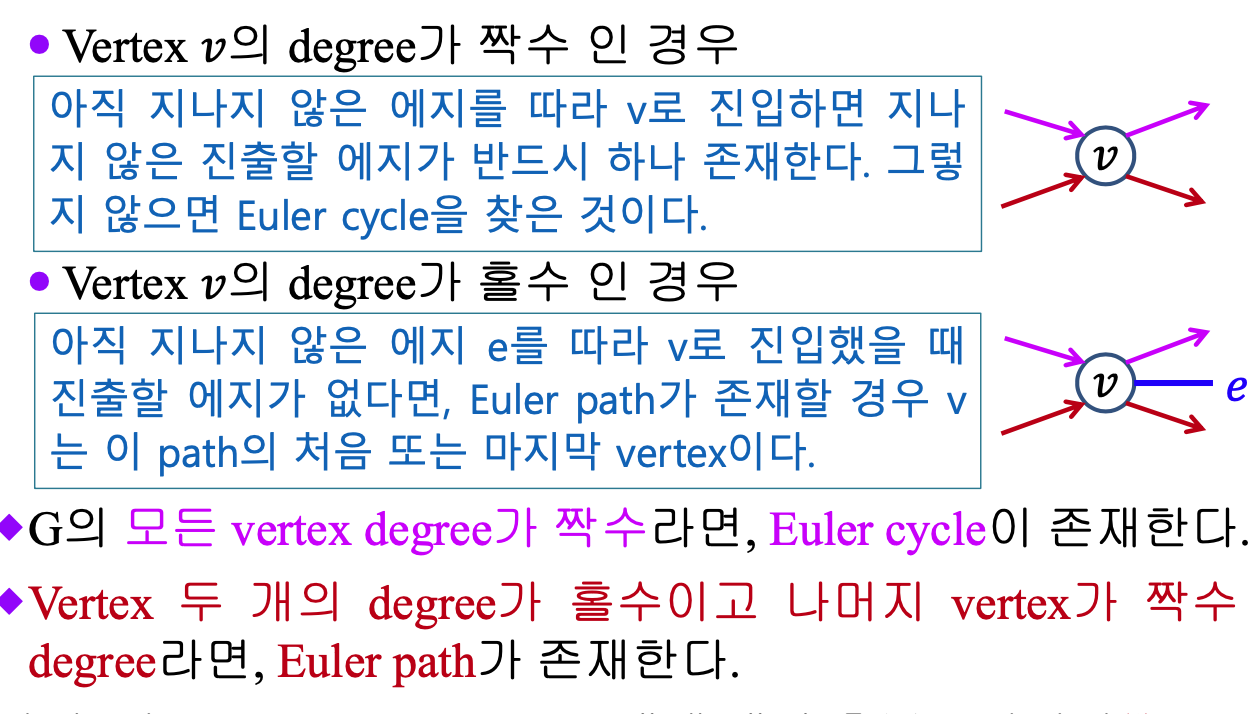 • Vertex v의 degree가 짝수 인 경우
아직 지나지 않은 에지를 따라 v로 진입하면 지나
지 않은 진출할 에지가 반드시 하나 존재한다. 그렇
지 않으면 Euler cycle을 찾은 것이다.
v
• Vertex v의 degree가 홀수 인 경우
아직 지나지 않은 에지 e를 따라 v로 진입했을 때
진출할 에지가 없다면, Euler path가 존재할 경우 v
는 이 path의 처음 또는 마지막 vertex이다.
v
e
◆G의 모든 vertex degree가 짝수라면, Euler cycle이 존재한다.
◆Vertex 두 개의 degree가 홀수이고 나머지 vertex가 짝수
degree라면, Euler path가 존재한다.